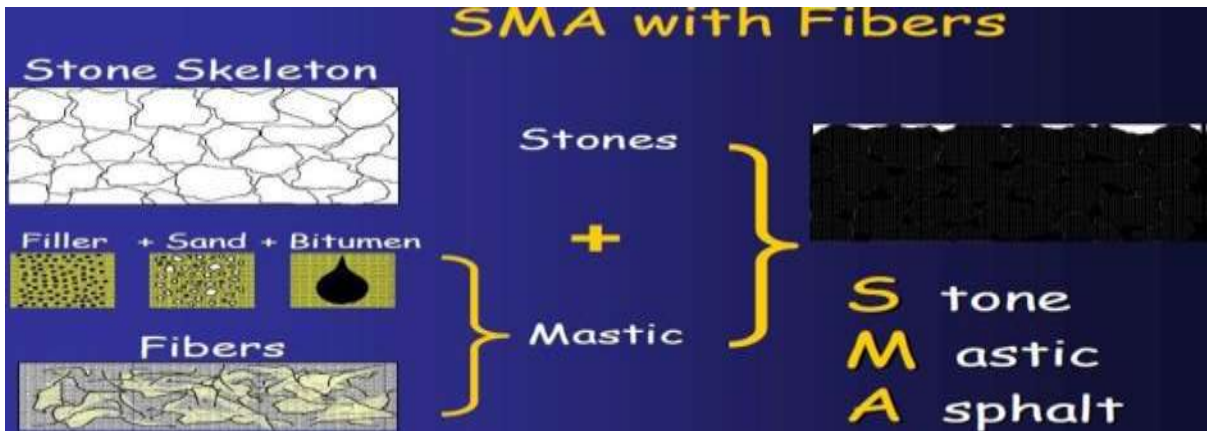 SMA with Fibers
Stone Skeleton
Stones
Filler + Sand + Bitumen
+
Mastic
Fibers
S tone
M astic
A sphalt